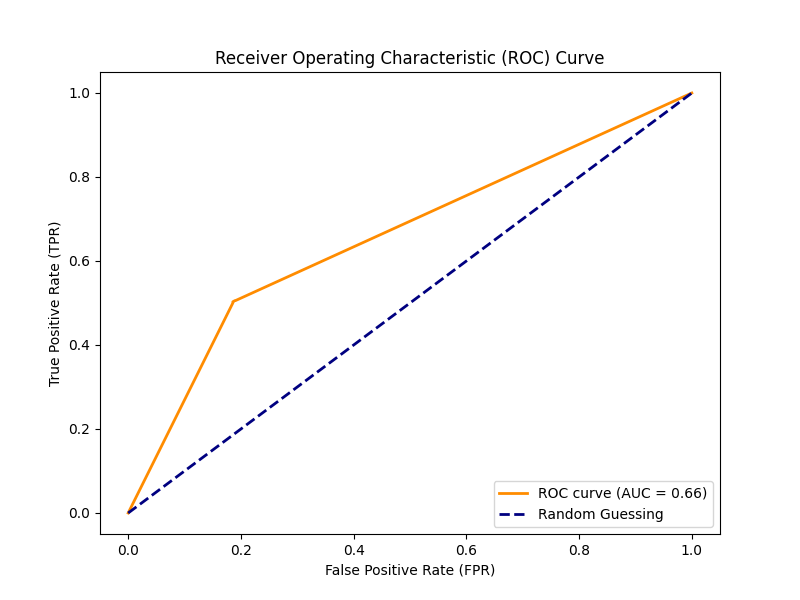 Receiver Operating Characteristic (ROC) Curve
True Positive Rate (TPR)
1.0
0.8
0.6
0.4
0.2
0.0
0.0 0.2 0.4 0.6 0.8 1.0
False Positive Rate (FPR)
ROC curve (AUC = 0.66)
Random Guessing